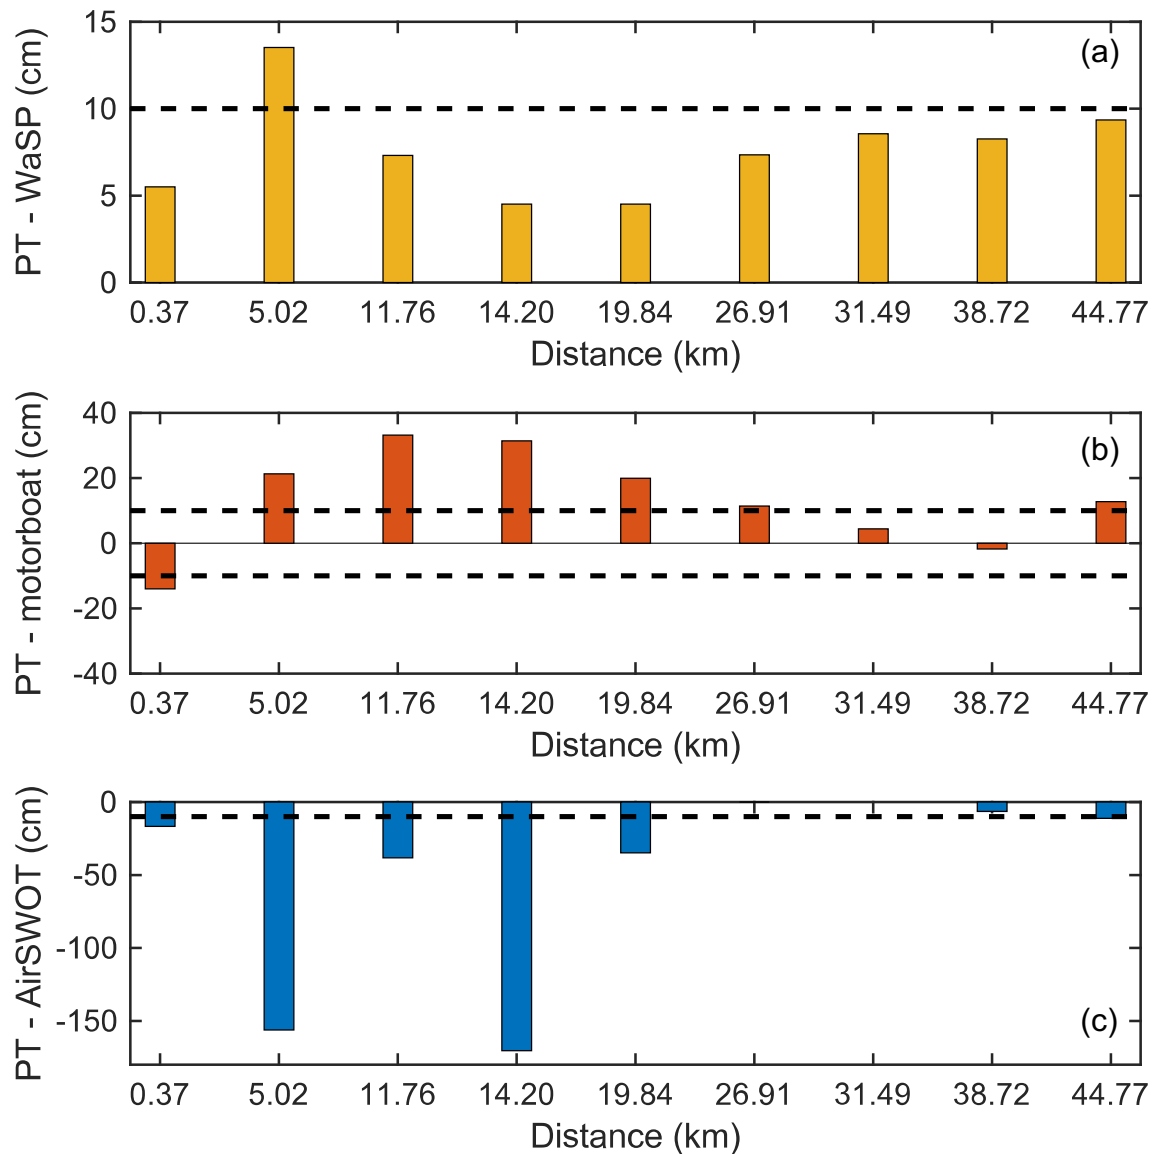 PT - WaSP (cm)
15
10
5
0
(a)
0.37 5.02 11.76 14.20 19.84 26.91 31.49 38.72 44.77
Distance (km)
PT - motorboat (cm)
40
20
0
-20
-40
(b)
0.37 5.02 11.76 14.20 19.84 26.91 31.49 38.72 44.77
Distance (km)
PT - AirSWOT (cm)
0
-50
-100
-150
(c)
0.37 5.02 11.76 14.20 19.84 26.91 31.49 38.72 44.77
Distance (km)